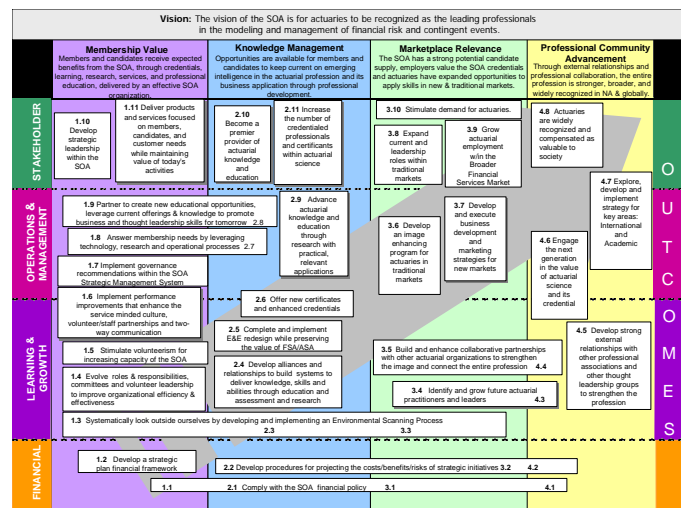 Vision: The vision of the SOA is for actuaries to be recognized as the leading professionals
in the modeling and management of financial risk and contingent events.
Membership Value
Members and candidates receive expected
benefits from the SOA, through credentials,
learning, research, services, and professional
education, delivered by an effective SOA
organization.
Knowledge Management
Opportunities are available for members and
candidates to keep current on emerging
intelligence in the actuarial profession and its
business application through professional
development.
Marketplace Relevance
The SOA has a strong potential candidate
supply, employers value the SOA credentials
and actuaries have expanded opportunities to
apply skills in new & traditional markets.
Professional Community
Advancement
Through external relationships and
professional collaboration, the entire
profession is stronger, broader, and
widely recognized in NA & globally.
STAKEHOLDER
1.10
Develop
strategic
leadership
within the
SOA
1.11 Deliver products
and services focused
on members,
candidates, and
customer needs
while maintaining
value of today's
activities
2.10
Become a
premier
provider of
actuarial
knowledge
and
education
2.11 Increase
the number of
credentialed
professionals
and certificants
within actuarial
science
3.10 Stimulate demand for actuaries.
3.8 Expand
current and
leadership
roles within
traditional
markets
3.9 Grow
actuarial
employment
w/in the
Broader
Financial
Services Market
4.8 Actuaries
are widely
recognized and
compensated as
valuable to
society
4.7 Explore,
develop and
implement
strategy for
key areas:
International
and
Academic
OPERATIONS &
MANAGEMENT
1.9 Partner to create new educational opportunities,
leverage current offerings & knowledge to promote
business and thought leadership skills for tomorrow 2.8
1.8 Answer membership needs by leveraging
technology, research and operational processes 2.7
1.7 Implement governance
recommendations within the SOA
Strategic Management System
1.6 Implement performance
improvements that enhance the
service minded culture,
volunteer/staff partnerships and two-
way communication
2.9 Advance
actuarial
knowledge and
education
through
research with
practical,
relevant
applications
2.6 Offer new certificates
and enhanced credentials
3.6 Develop
an image
enhancing
program for
actuaries in
traditional
markets
3.7 Develop
and execute
business
development
and
marketing
strategies for
new markets
4.6 Engage
the next
generation
in the value
of actuarial
science
and its
credential
LEARNING &
GROWTH
1.5 Stimulate volunteerism for
increasing capacity of the SOA
1.4 Evolve roles & responsibilities,
committees and volunteer leadership
to improve organizational efficiency &
effectiveness
2.5 Complete and implement
E&E redesign while preserving
the value of FSA/ASA
2.4 Develop alliances and
relationships to build systems to
deliver knowledge, skills and
abilities through education and
assessment and research
3.5 Build and enhance collaborative partnerships
with other actuarial organizations to strengthen
the image and connect the entire profession 4.4
3.4 Identify and grow future actuarial
practitioners and leaders 4.3
4.5 Develop strong
external
relationships with
other professional
associations and
other thought
leadership groups
to strengthen the
profession
1.3 Systematically look outside ourselves by developing and implementing an Environmental Scanning Process
2.3 3.3
FINANCIAL
1.2 Develop a strategic
plan financial framework
2.2 Develop procedures for projecting the costs/benefits/risks of strategic initiatives 3.2 4.2
1.1 2.1 Comply with the SOA financial policy 3.1 4.1
O
U
T
C
O
M
E
S